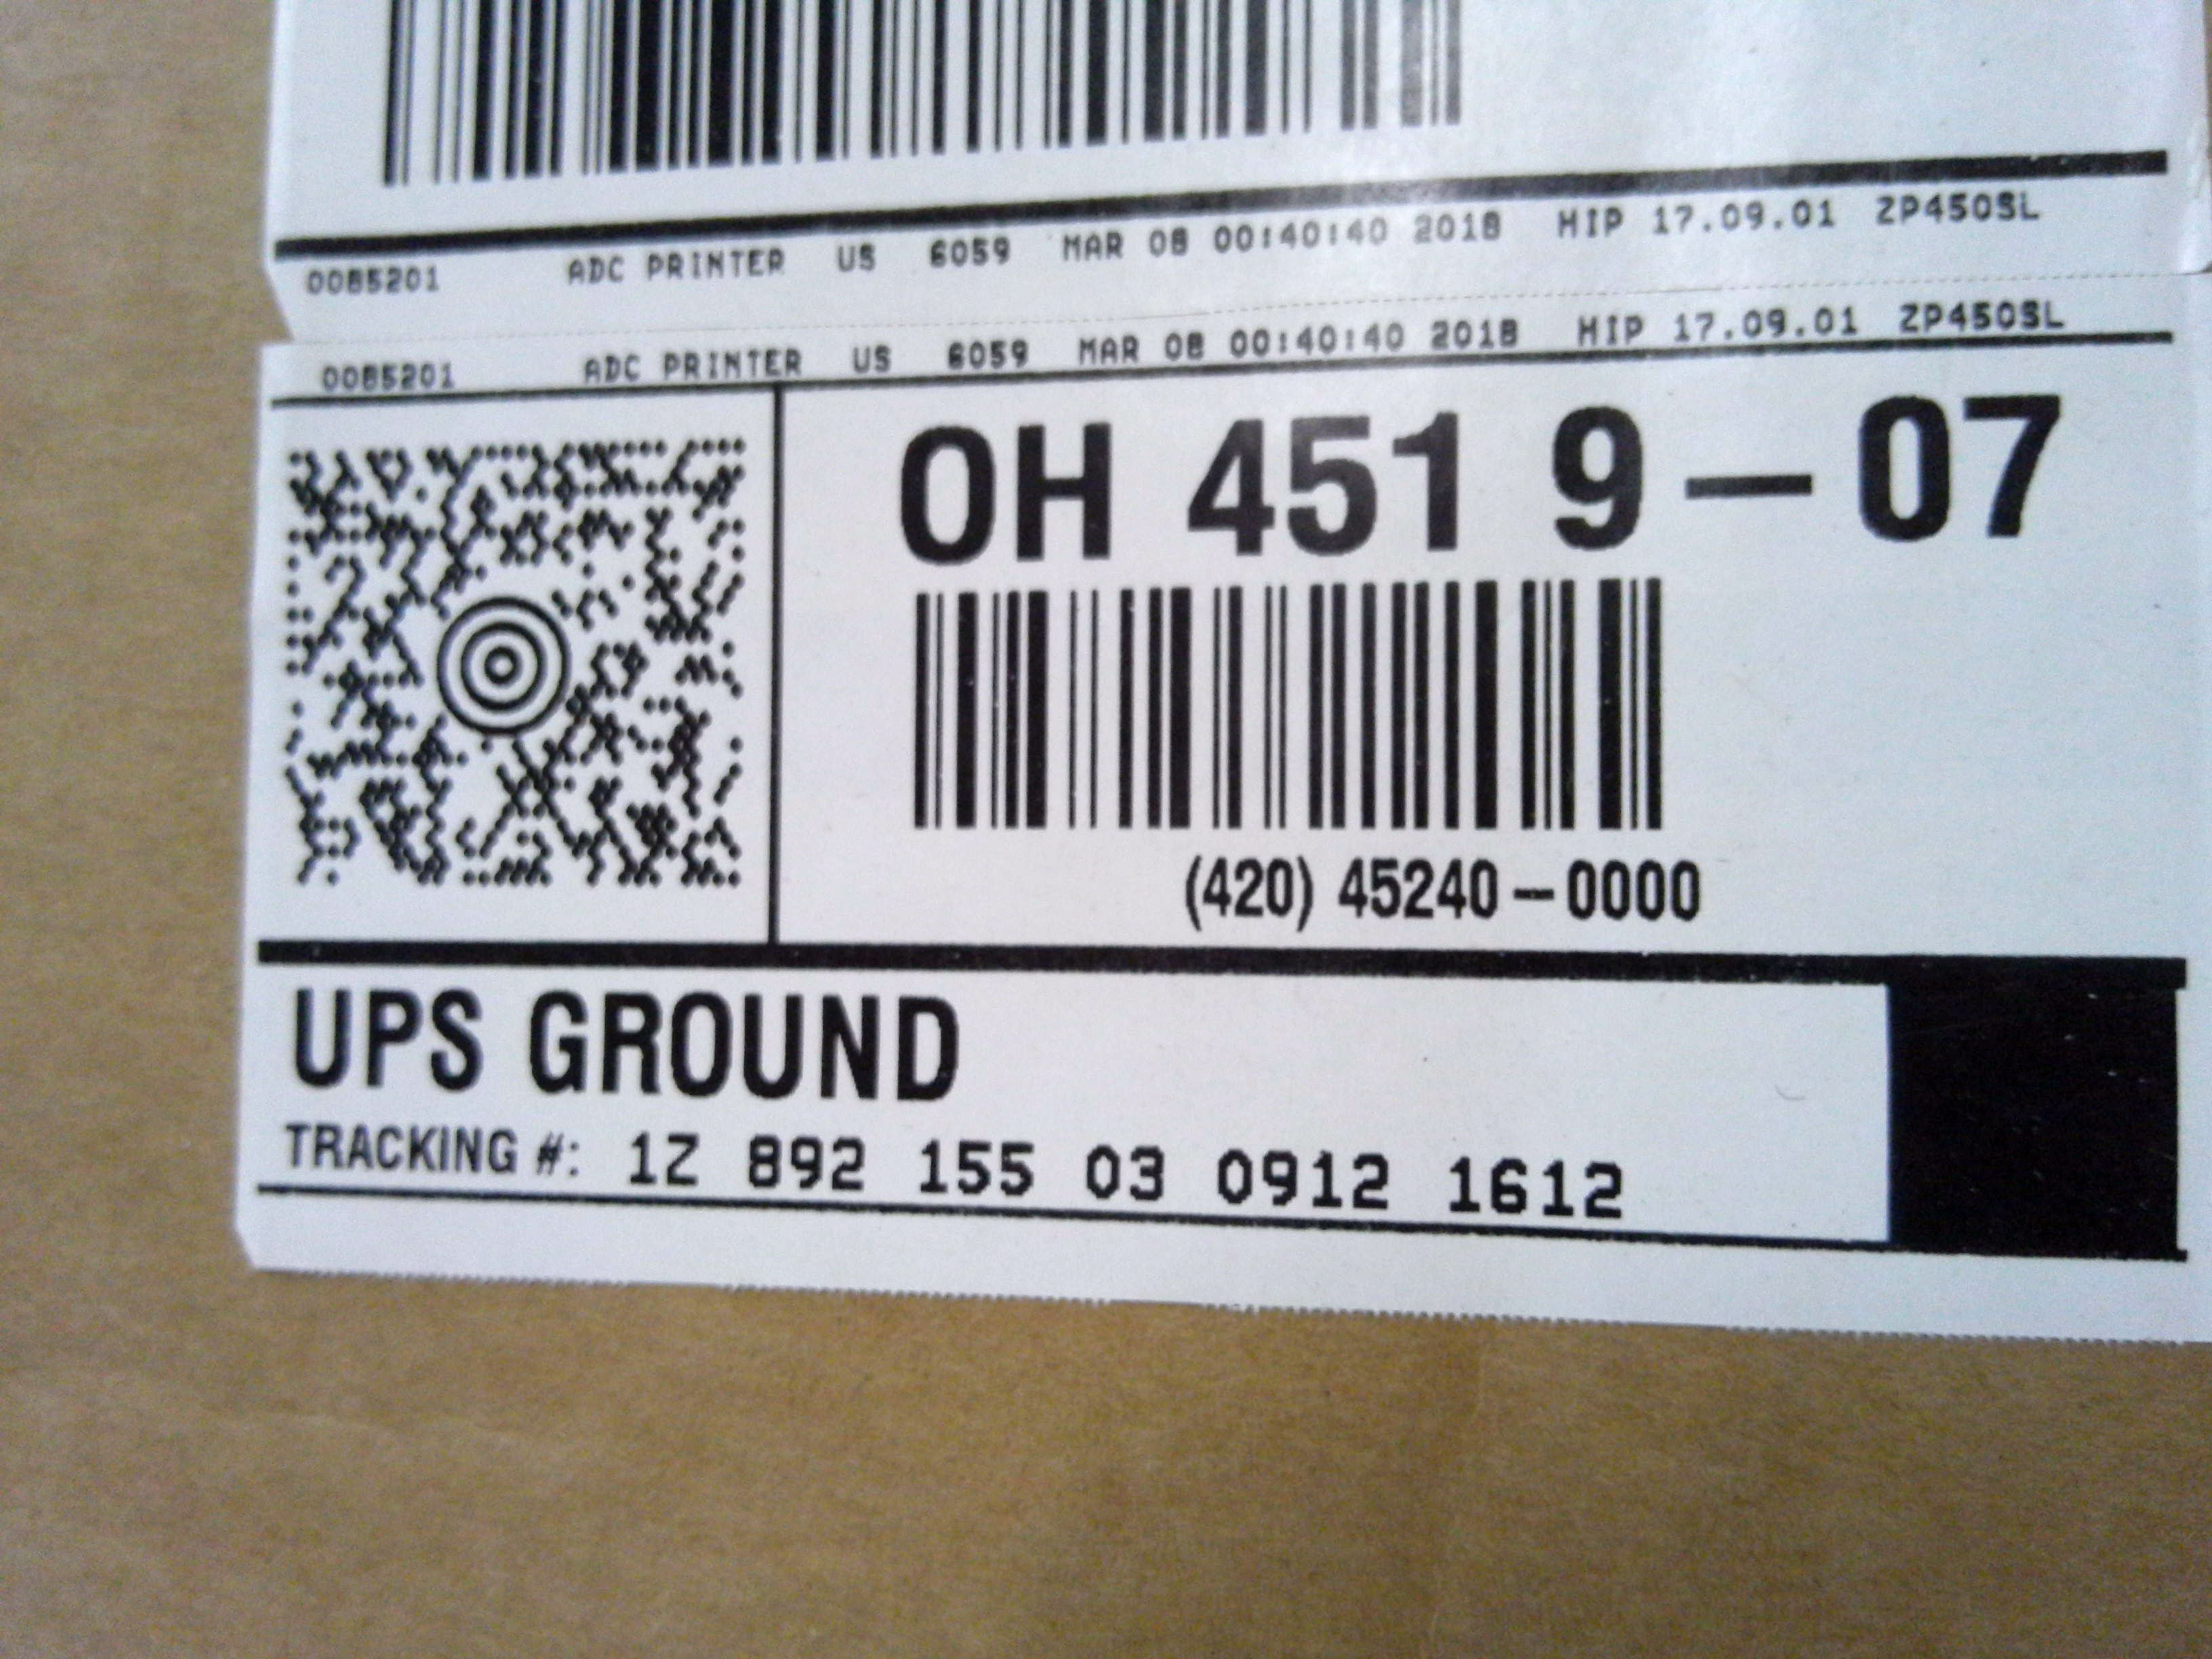 0085201 ADC PRINTER US 6059 MAR 08 00:40:40 2018 HIP 17.09.01 ZP450SL
0085201 ADC PRINTER US 6059 MAR 08 00:40:40 2018 HIP 17.09.01 ZP450SL
OH 451 9-07
(420) 45240-0000
UPS GROUND
TRACKING #: 1Z 892 155 03 0912 1612